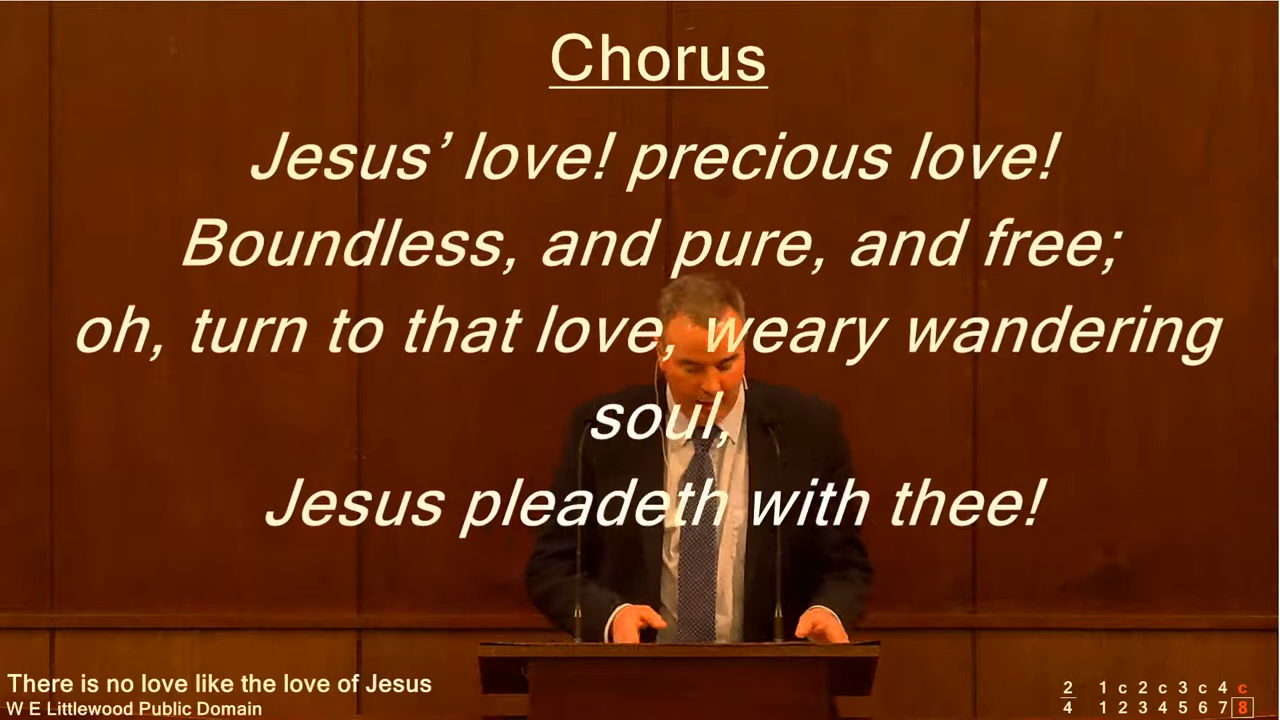 Chorus
Jesus’ love! precious love!
Boundless, and pure, and free;
oh, turn to that love, weary wandering
soul,
Jesus pleadeth with thee!
There is no love like the love of Jesus
W E Littlewood Public Domain
2 1 c 2 c 3 c 4 c
4 1 2 3 4 5 6 7 8